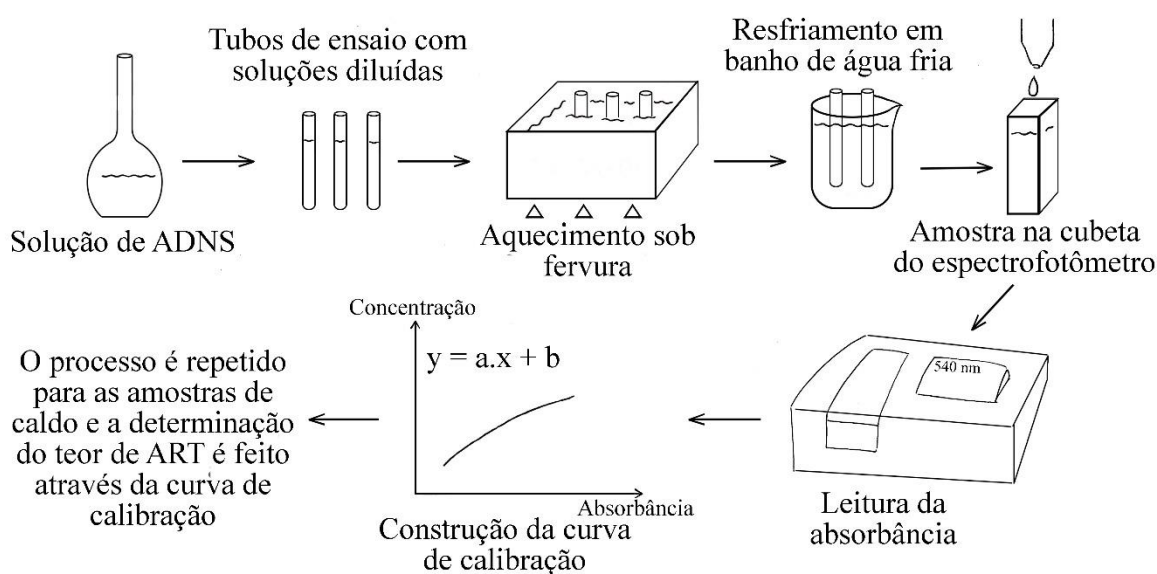 Solução de ADNS
Tubos de ensaio com
soluções diluídas
Aquecimento sob
fervura
Resfriamento em
banho de água fria
Amostra na cubeta
do espectrofotômetro
540 nm
Leitura da
absorbância
Concentração
y = a.x + b
Absorbância
Construção da curva
de calibração
O processo é repetido
para as amostras de
caldo e a determinação
do teor de ART é feito
através da curva de
calibração